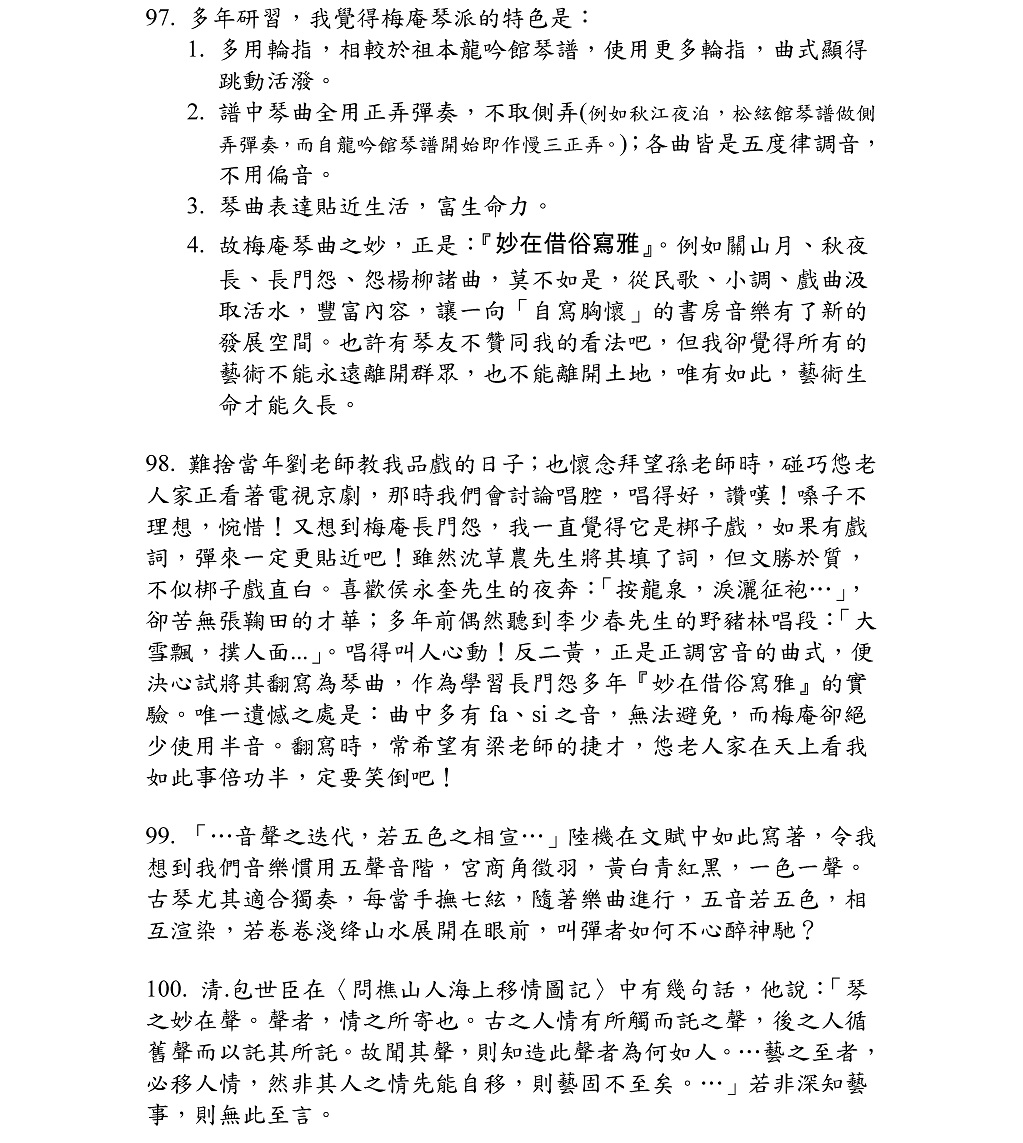 97. 多年研習，我覺得梅庵琴派的特色是：
1. 多用輪指，相較於祖本龍吟館琴譜，使用更多輪指，曲式顯得
跳動活潑。
2. 譜中琴曲全用正弄彈奏，不取側弄(例如秋江夜泊，松絃館琴譜做側
弄彈奏，而自龍吟館琴譜開始即作慢三正弄。)；各曲皆是五度律調音，
不用偏音。
3. 琴曲表達貼近生活，富生命力。
4. 故梅庵琴曲之妙，正是：『妙在借俗寫雅』。例如關山月、秋夜
長、長門怨、怨楊柳諸曲，莫不如是，從民歌、小調、戲曲汲
取活水，豐富內容，讓一向「自寫胸懷」的書房音樂有了新的
發展空間。也許有琴友不贊同我的看法吧，但我卻覺得所有的
藝術不能永遠離開群眾，也不能離開土地，唯有如此，藝術生
命才能久長。
98. 難捨當年劉老師教我品戲的日子；也懷念拜望孫老師時，碰巧怹老
人家正看著電視京劇，那時我們會討論唱腔，唱得好，讚嘆！嗓子不
理想，惋惜！又想到梅庵長門怨，我一直覺得它是梆子戲，如果有戲
詞，彈來一定更貼近吧！雖然沈草農先生將其填了詞，但文勝於質，
不似梆子戲直白。喜歡侯永奎先生的夜奔：「按龍泉，淚灑征袍…」，
卻苦無張鞠田的才華；多年前偶然聽到李少春先生的野豬林唱段：「大
雪飄，撲人面...」。唱得叫人心動！反二黃，正是正調宮音的曲式，便
決心試將其翻寫為琴曲，作為學習長門怨多年『妙在借俗寫雅』的實
驗。唯一遺憾之處是：曲中多有 fa、si 之音，無法避免，而梅庵卻絕
少使用半音。翻寫時，常希望有梁老師的捷才，怹老人家在天上看我
如此事倍功半，定要笑倒吧！
99. 「…音聲之迭代，若五色之相宣…」陸機在文賦中如此寫著，令我
想到我們音樂慣用五聲音階，宮商角徵羽，黃白青紅黑，一色一聲。
古琴尤其適合獨奏，每當手撫七絃，隨著樂曲進行，五音若五色，相
互渲染，若卷卷淺絳山水展開在眼前，叫彈者如何不心醉神馳？
100. 清.包世臣在〈問樵山人海上移情圖記〉中有幾句話，他說：「琴
之妙在聲。聲者，情之所寄也。古之人情有所觸而託之聲，後之人循
舊聲而以託其所託。故聞其聲，則知造此聲者為何如人。…藝之至者，
必移人情，然非其人之情先能自移，則藝固不至矣。…」若非深知藝
事，則無此至言。